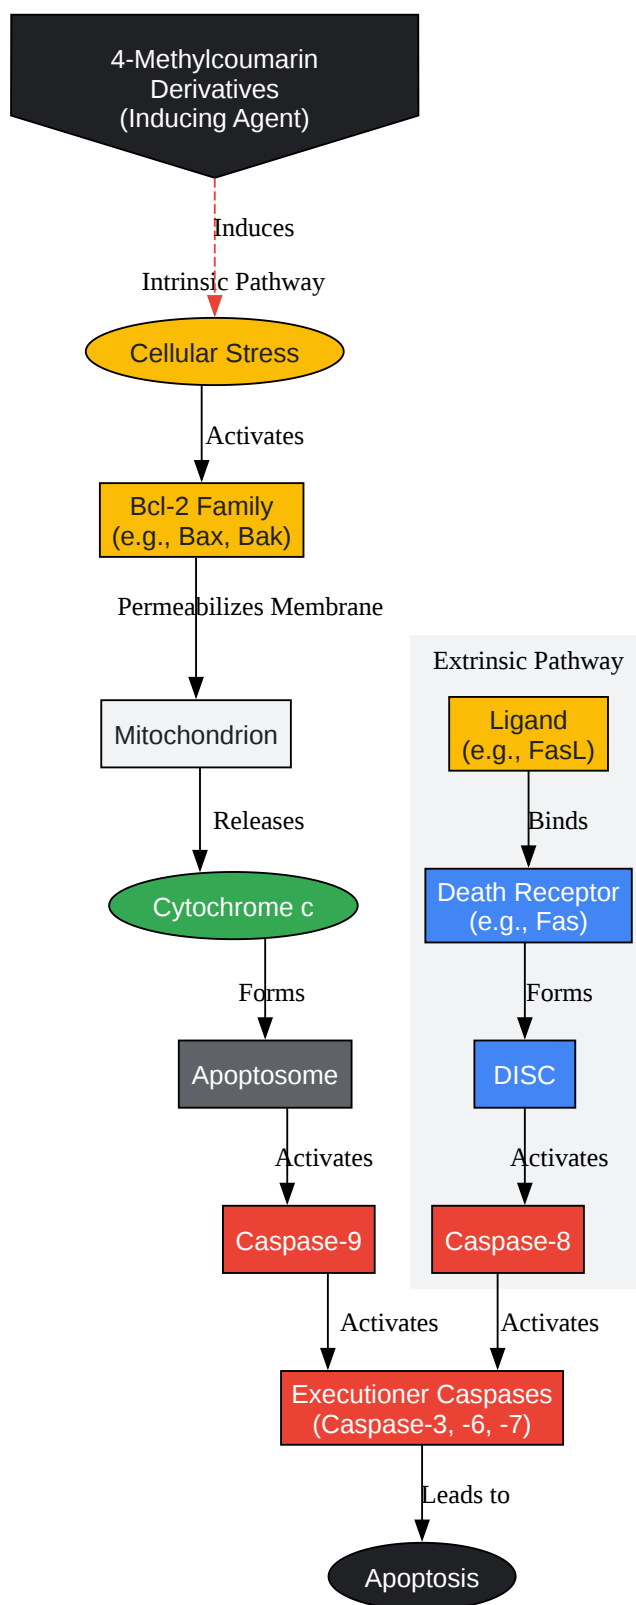 4-Methylcoumarin
Derivatives
(Inducing Agent)
Induces
Intrinsic Pathway
Cellular Stress
Activates
Bcl-2 Family
(e.g., Bax, Bak)
Permeabilizes Membrane
Mitochondrion
Releases
Cytochrome c
Forms
Apoptosome
Activates
Caspase-9
Activates
Extrinsic Pathway
Ligand
(e.g., FasL)
Binds
Death Receptor
(e.g., Fas)
Forms
DISC
Activates
Caspase-8
Activates
Executioner Caspases
(Caspase-3, -6, -7)
Leads to
Apoptosis